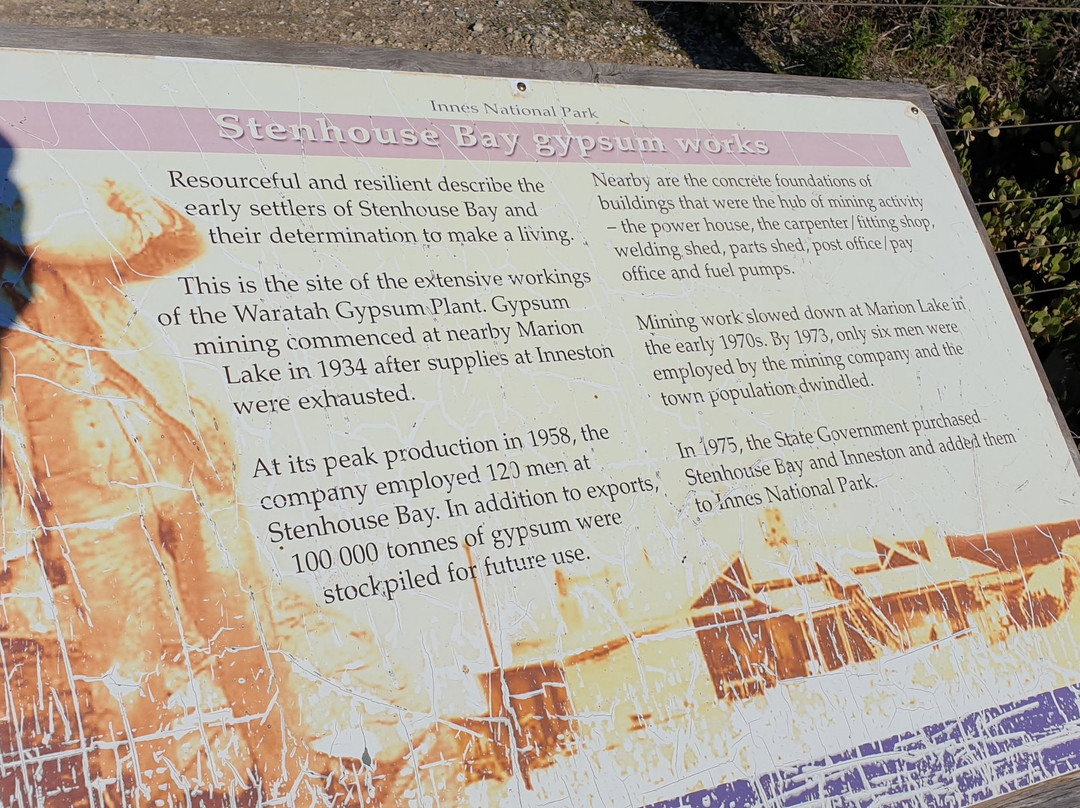 Innes National Park
Stenhouse Bay gypsum works
Resourceful and resilient describe the
early settlers of Stenhouse Bay and
their determination to make a living.
This is the site of the extensive workings
of the Waratah Gypsum Plant. Gypsum
mining commenced at nearby Marion
Lake in 1934 after supplies at Inneston
were exhausted.
At its peak production in 1958, the
company employed 120 men at
Stenhouse Bay. In addition to exports,
100 000 tonnes of gypsum were
stockpiled for future use.
Nearby are the concrete foundations of
buildings that were the hub of mining activity
– the power house, the carpenter/fitting shop,
welding shed, parts shed, post office/pay
office and fuel pumps.
Mining work slowed down at Marion Lake in
the early 1970s. By 1973, only six men were
employed by the mining company and the
town population dwindled.
In 1975, the State Government purchased
Stenhouse Bay and Inneston and added them
to Innes National Park.